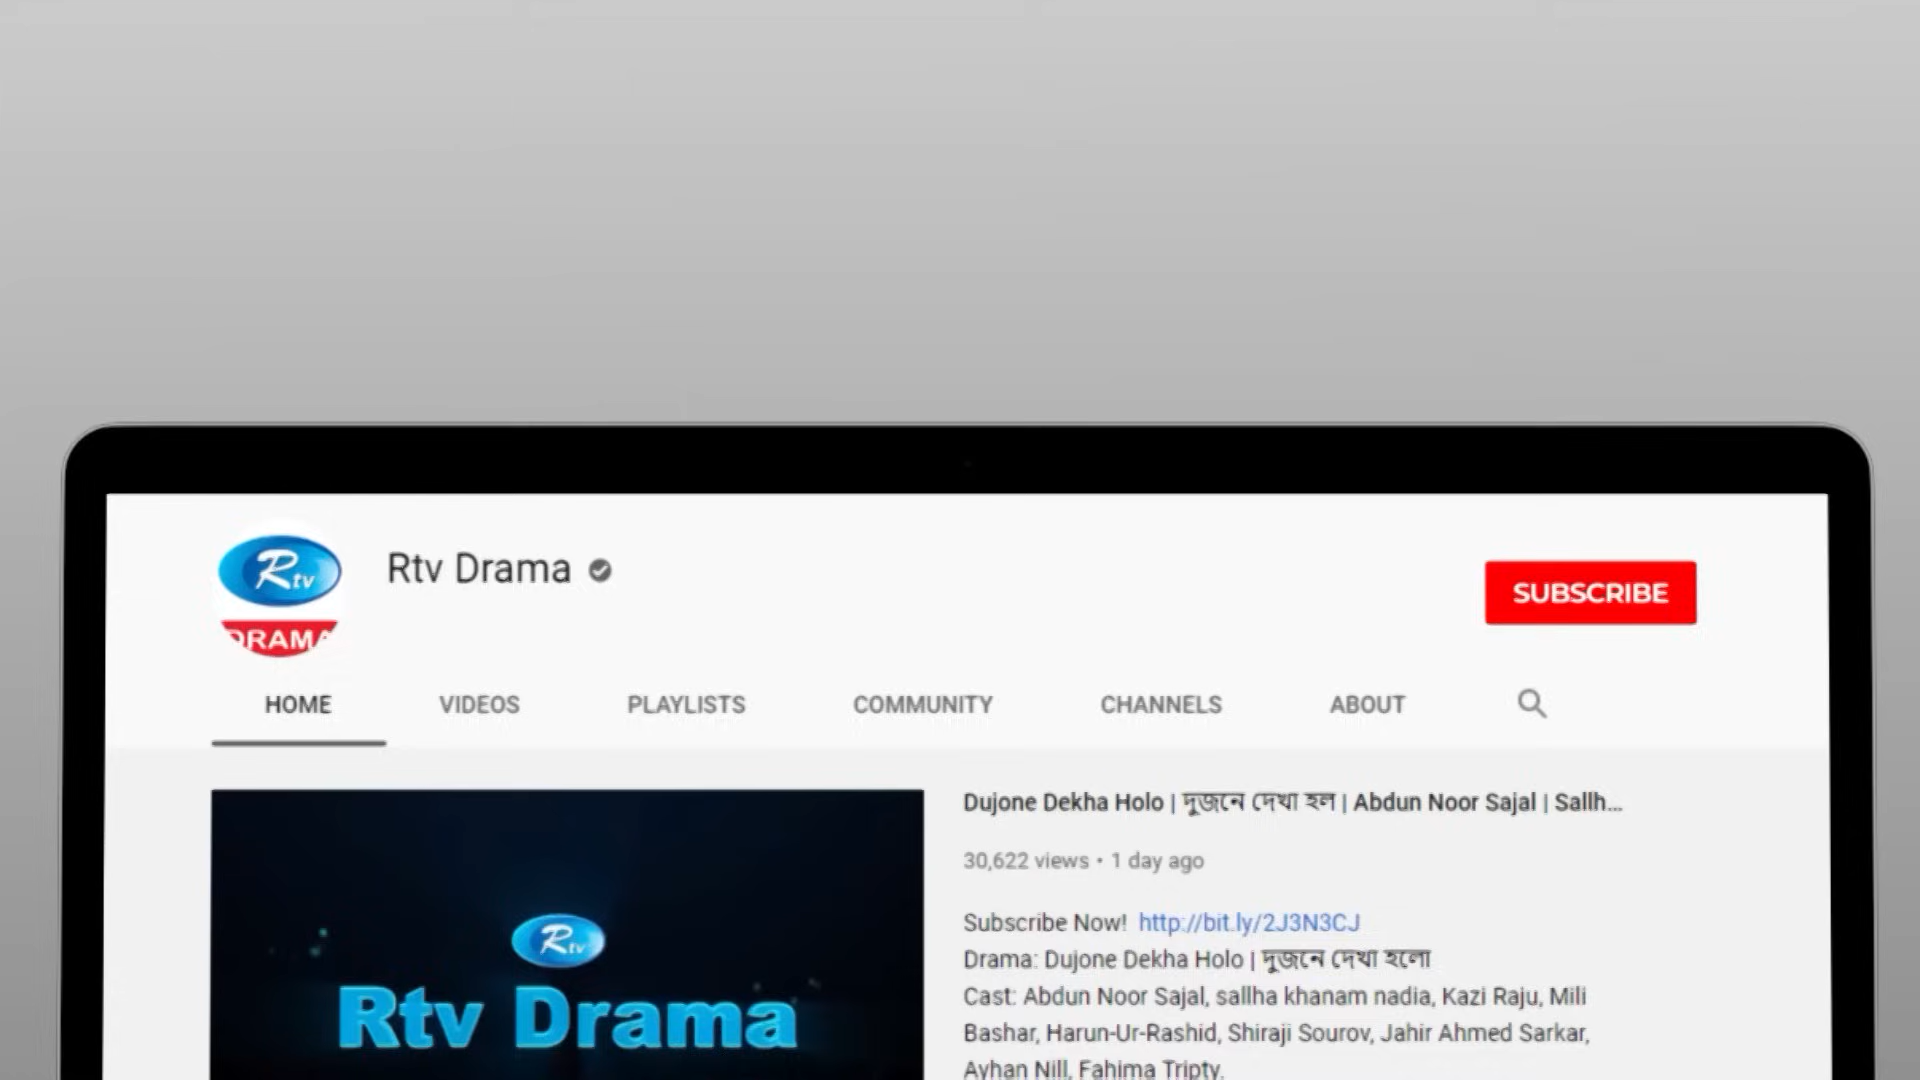 Rtv
DRAMA
Rtv Drama
SUBSCRIBE
HOME VIDEOS PLAYLISTS COMMUNITY CHANNELS ABOUT
Dujone Dekha Holo | দুজনে দেখা হল | Abdun Noor Sajal | Sallh...
30,622 views • 1 day ago
Subscribe Now! http://bit.ly/2J3N3CJ
Drama: Dujone Dekha Holo | দুজনে দেখা হলো
Cast: Abdun Noor Sajal, sallha khanam nadia, Kazi Raju, Mili
Bashar, Harun-Ur-Rashid, Shiraji Sourov, Jahir Ahmed Sarkar,
Ayhan Nill, Fahima Tripty.
Rtv
Rtv Drama